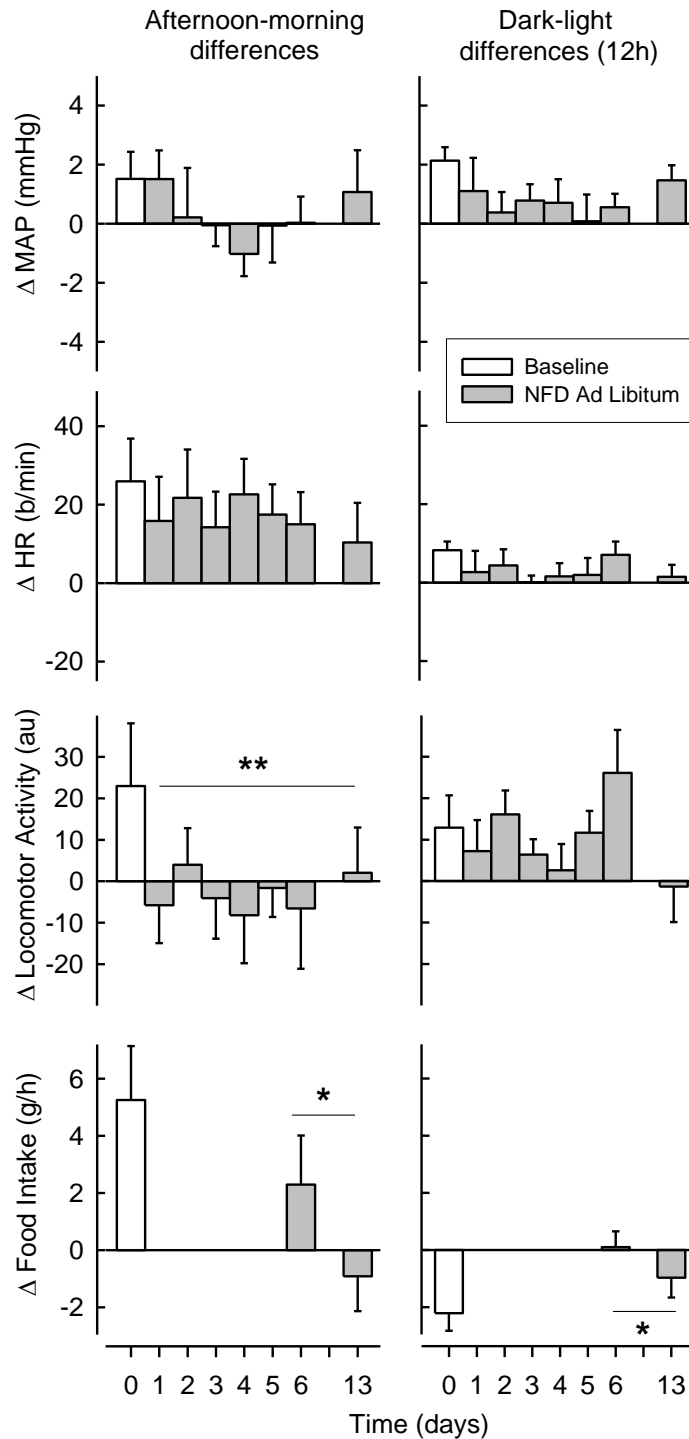 Afternoon-morning
differences
Dark-light
differences (12h)
Δ MAP (mmHg)
4
2
0
-2
-4
Baseline
NFD Ad Libitum
Δ HR (b/min)
40
20
0
-20
Δ Locomotor Activity (au)
30
20
10
0
-10
-20
**
Δ Food Intake (g/h)
6
4
2
0
-2
*
*
0 1 2 3 4 5 6 13
0 1 2 3 4 5 6 13
Time (days)